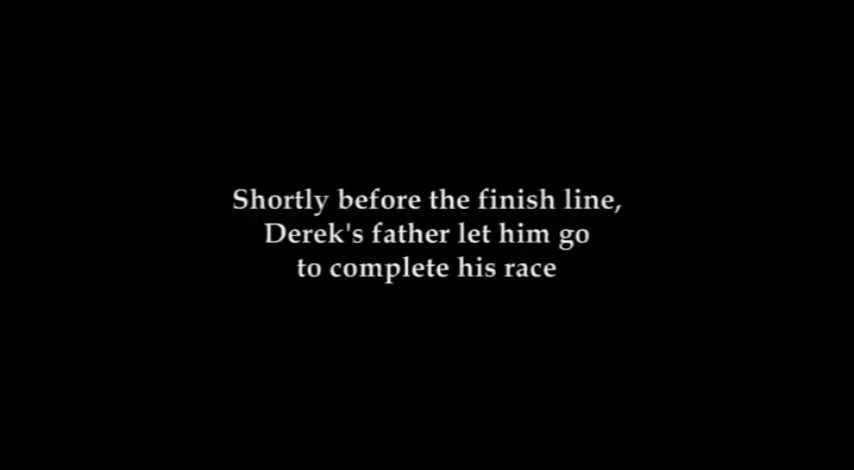 Shortly before the finish line,
Derek's father let him go
to complete his race